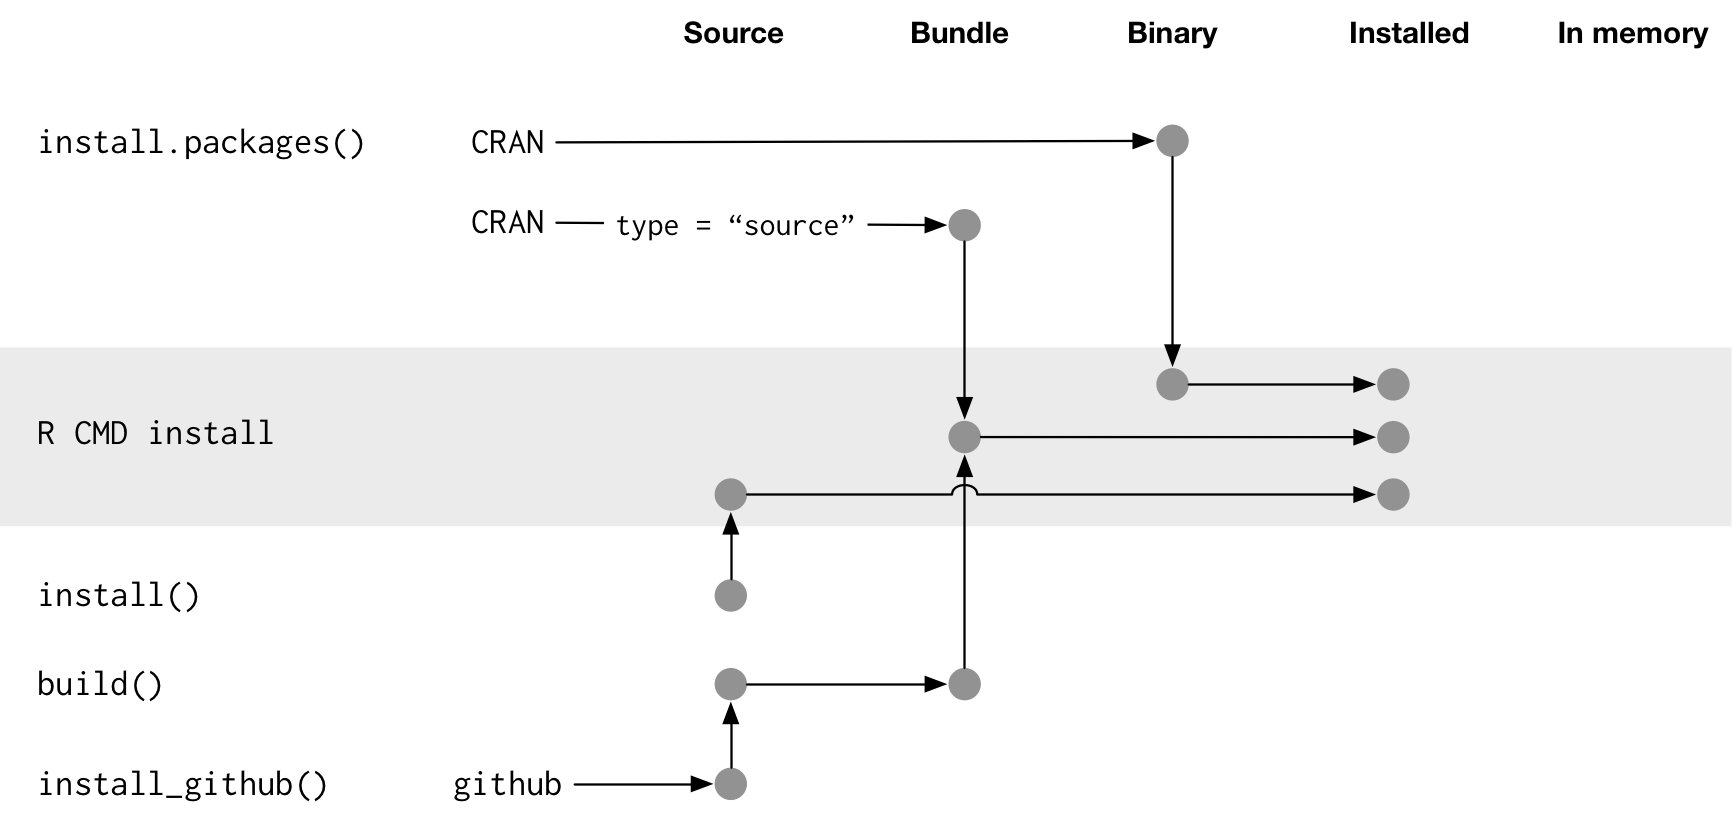 Source Bundle Binary Installed In memory
install.packages() CRAN
CRAN type = “source”
R CMD install
install()
build()
install_github() github